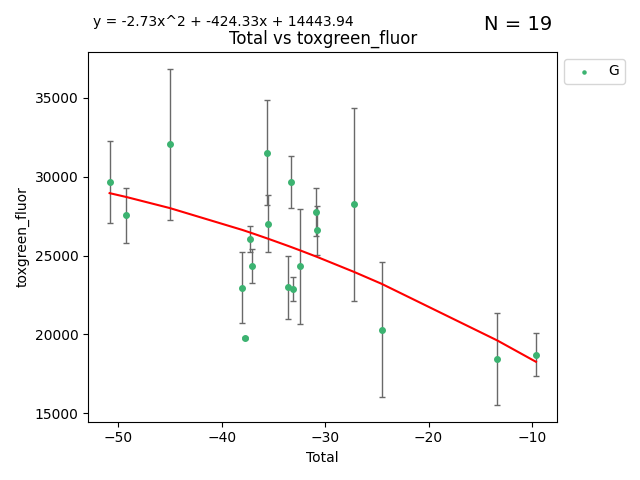 y = -2.73x^2 + -424.33x + 14443.94
N = 19
Total vs toxgreen_fluor
G
35000
30000
25000
20000
15000
toxgreen_fluor
−50
−40
−30
−20
−10
Total